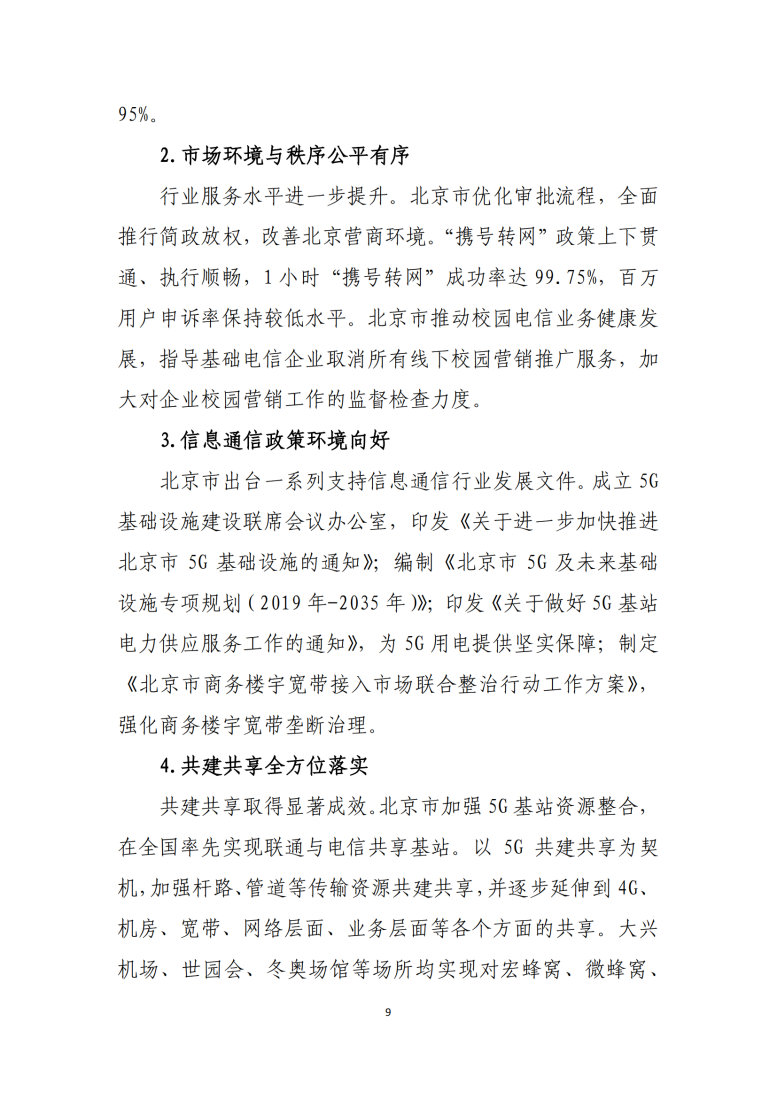 95%。
2.市场环境与秩序公平有序
行业服务水平进一步提升。北京市优化审批流程，全面
推行简政放权，改善北京营商环境。“携号转网”政策上下贯
通、执行顺畅，1 小时“携号转网”成功率达 99.75%，百万
用户申诉率保持较低水平。北京市推动校园电信业务健康发
展，指导基础电信企业取消所有线下校园营销推广服务，加
大对企业校园营销工作的监督检查力度。
3.信息通信政策环境向好
北京市出台一系列支持信息通信行业发展文件。成立 5G
基础设施建设联席会议办公室，印发《关于进一步加快推进
北京市 5G 基础设施的通知》；编制《北京市 5G 及未来基础
设施专项规划（2019 年-2035 年）》；印发《关于做好 5G 基站
电力供应服务工作的通知》，为 5G 用电提供坚实保障；制定
《北京市商务楼宇宽带接入市场联合整治行动工作方案》，
强化商务楼宇宽带垄断治理。
4.共建共享全方位落实
共建共享取得显著成效。北京市加强 5G 基站资源整合，
在全国率先实现联通与电信共享基站。以 5G 共建共享为契
机，加强杆路、管道等传输资源共建共享，并逐步延伸到 4G、
机房、宽带、网络层面、业务层面等各个方面的共享。大兴
机场、世园会、冬奥场馆等场所均实现对宏蜂窝、微蜂窝、
9